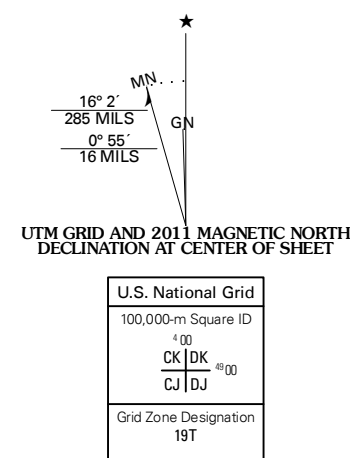 ★
MN
16° 2´
285 MILS
GN
0° 55´
16 MILS
UTM GRID AND 2011 MAGNETIC NORTH
DECLINATION AT CENTER OF SHEET
U.S. National Grid
100,000-m Square ID
4 00
CK DK
49 00
CJ DJ
Grid Zone Designation
19T